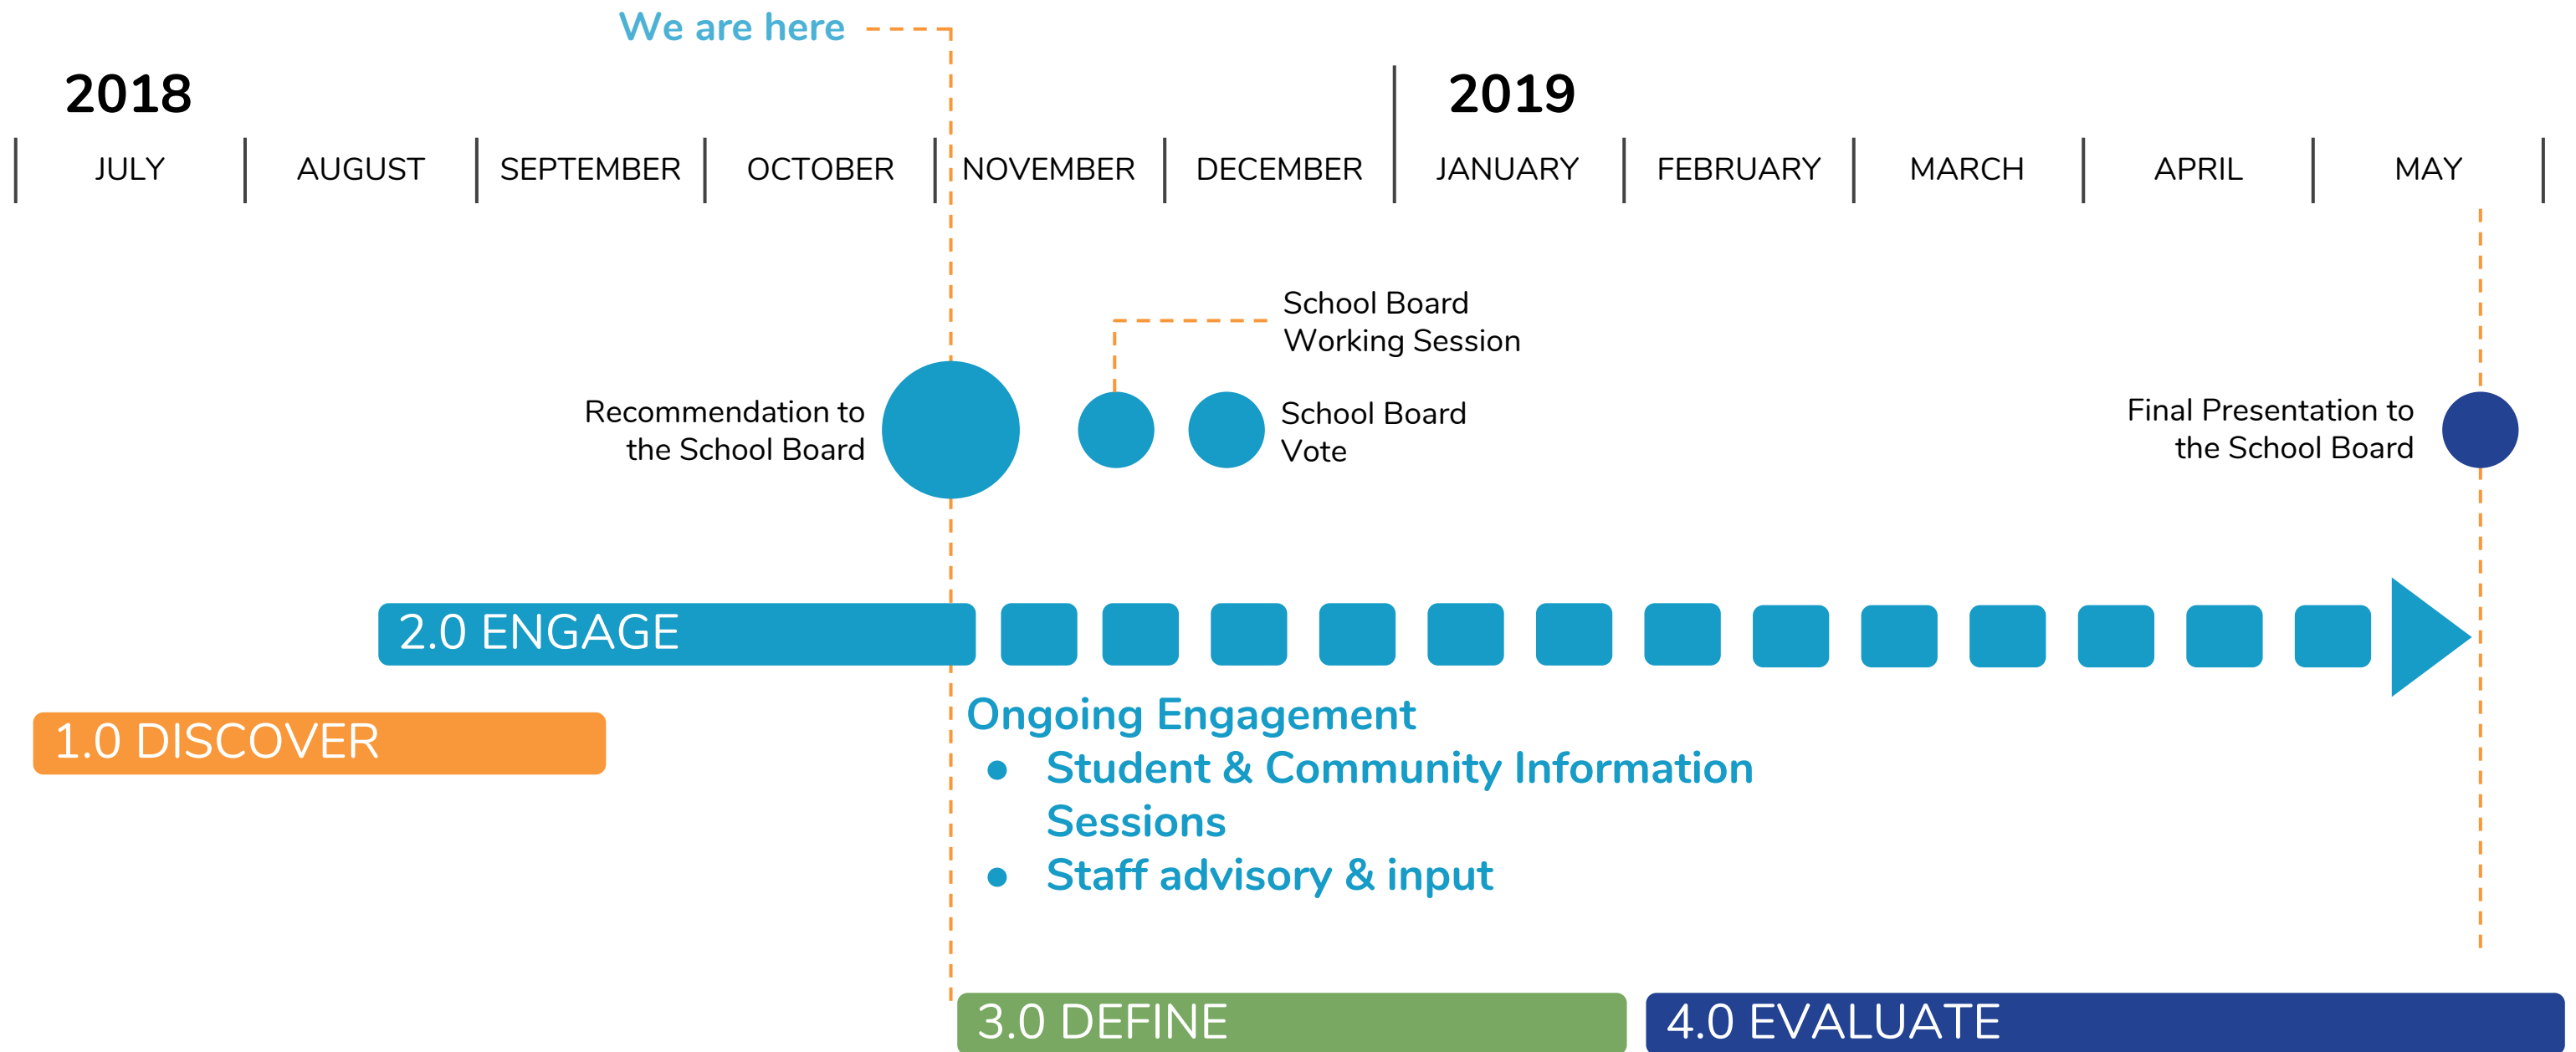 We are here
2018
2019
JULY
AUGUST
SEPTEMBER
OCTOBER
NOVEMBER
DECEMBER
JANUARY
FEBRUARY
MARCH
APRIL
MAY
School Board
Working Session
Recommendation to
the School Board
School Board
Vote
Final Presentation to
the School Board
2.0 ENGAGE
1.0 DISCOVER
Ongoing Engagement
● Student & Community Information
Sessions
● Staff advisory & input
3.0 DEFINE
4.0 EVALUATE